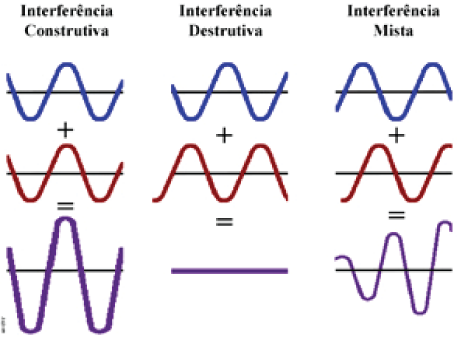 Interferência
Construtiva
Interferência
Destrutiva
Interferência
Mista
+
+
+
=
=
=